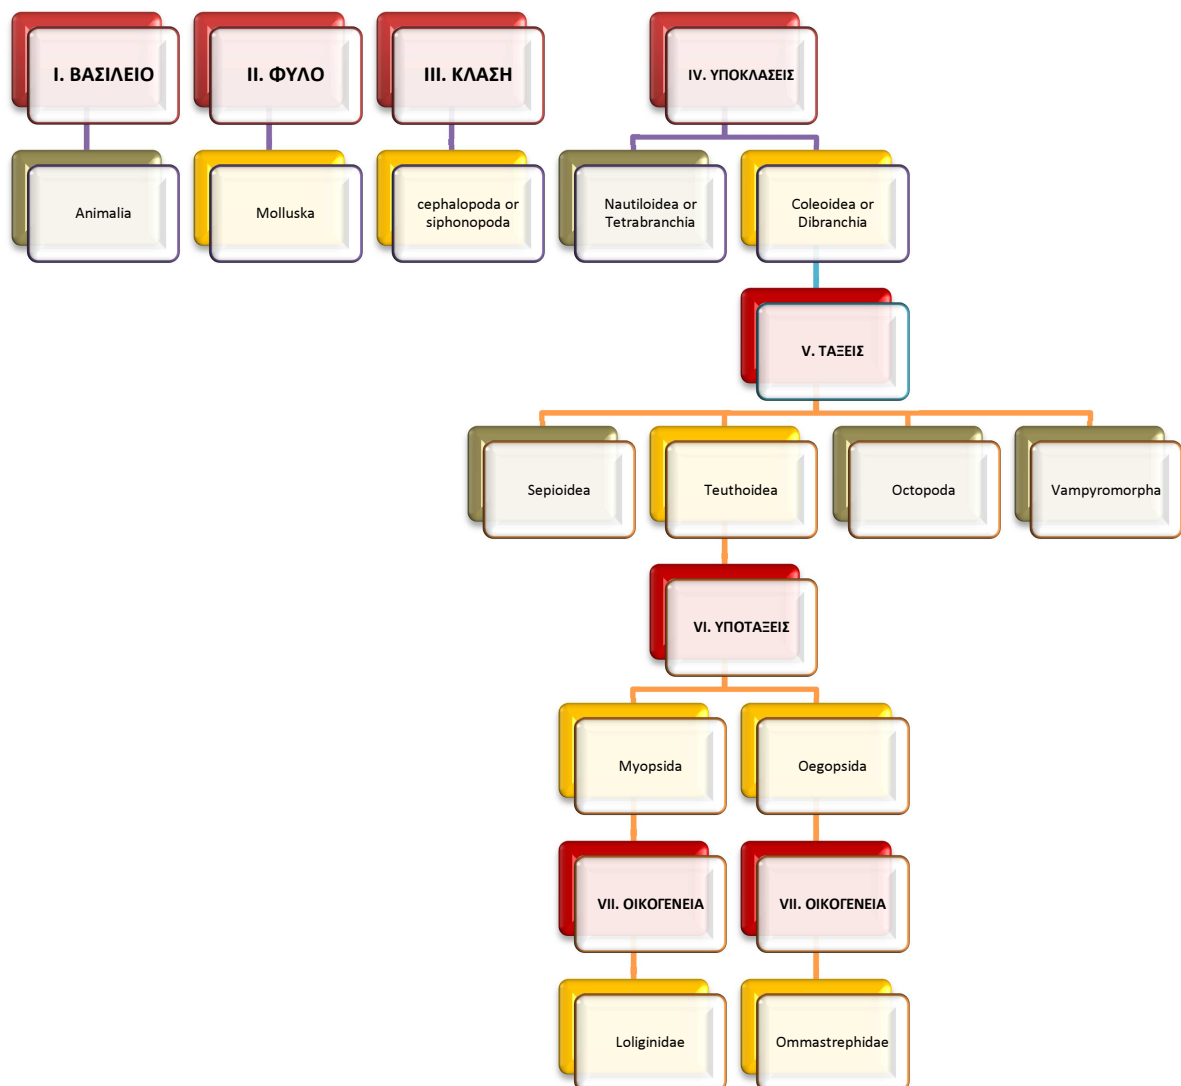 I. ΒΑΣΙΛΕΙΟ
II. ΦΥΛΟ
III. ΚΛΑΣΗ
IV. ΥΠΟΚΛΑΣΕΙΣ
Animalia
Molluska
cephalopoda or
siphonopoda
Nautiloidea or
Tetrabranchia
Coleoidea or
Dibranchia
V. ΤΑΞΕΙΣ
Sepioidea
Teuthoidea
Octopoda
Vampyromorpha
VI. ΥΠΟΤΑΞΕΙΣ
Myopsida
Oegopsida
VII. ΟΙΚΟΓΕΝΕΙΑ
VII. ΟΙΚΟΓΕΝΕΙΑ
Loliginidae
Ommastrephidae